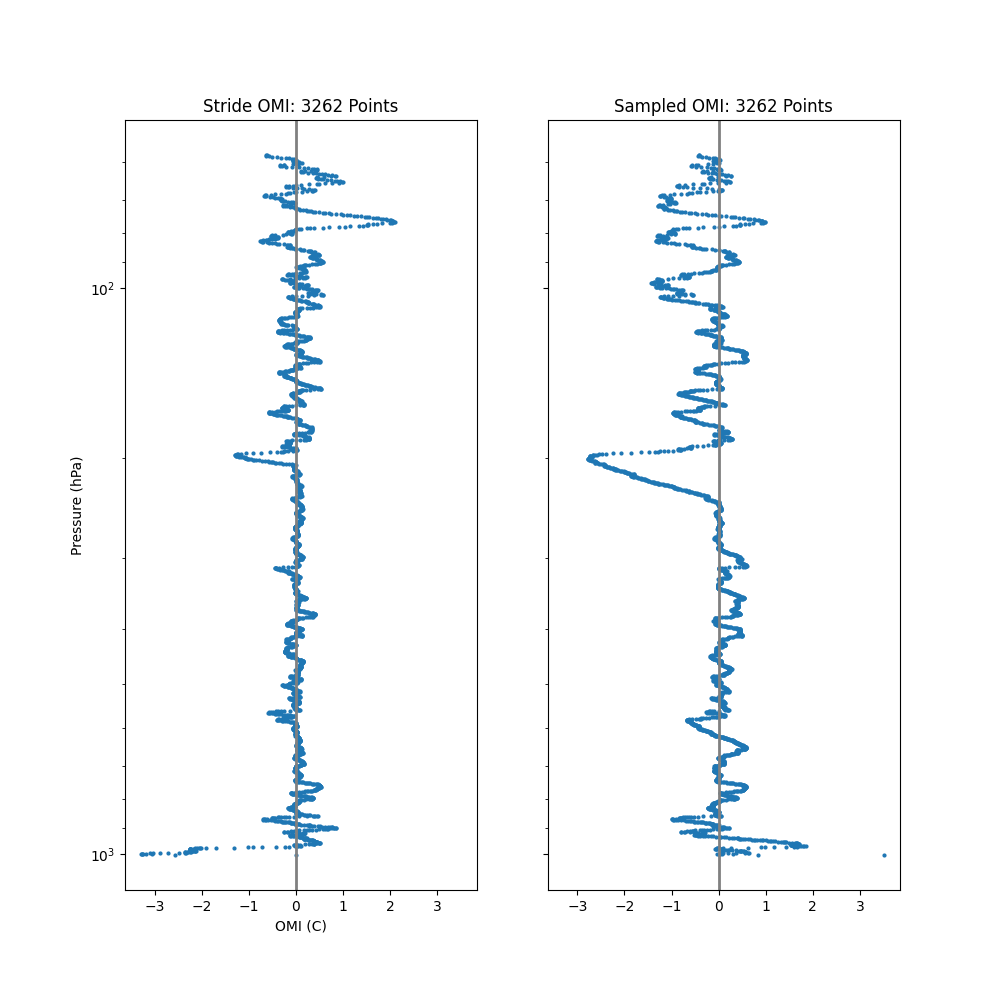 Stride OMI: 3262 Points
Sampled OMI: 3262 Points
Pressure (hPa)
10²
10³
−3 −2 −1 0 1 2 3
−3 −2 −1 0 1 2 3
OMI (C)